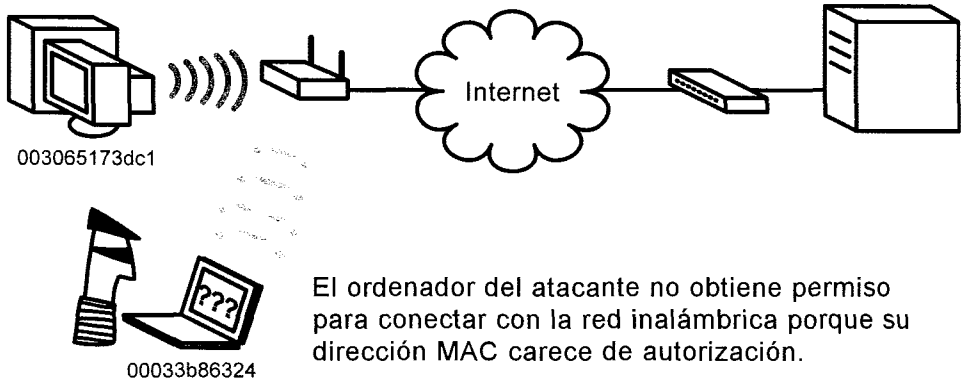 Internet
003065173dc1
???
El ordenador del atacante no obtiene permiso
para conectar con la red inalámbrica porque su
dirección MAC carece de autorización.
00033b86324